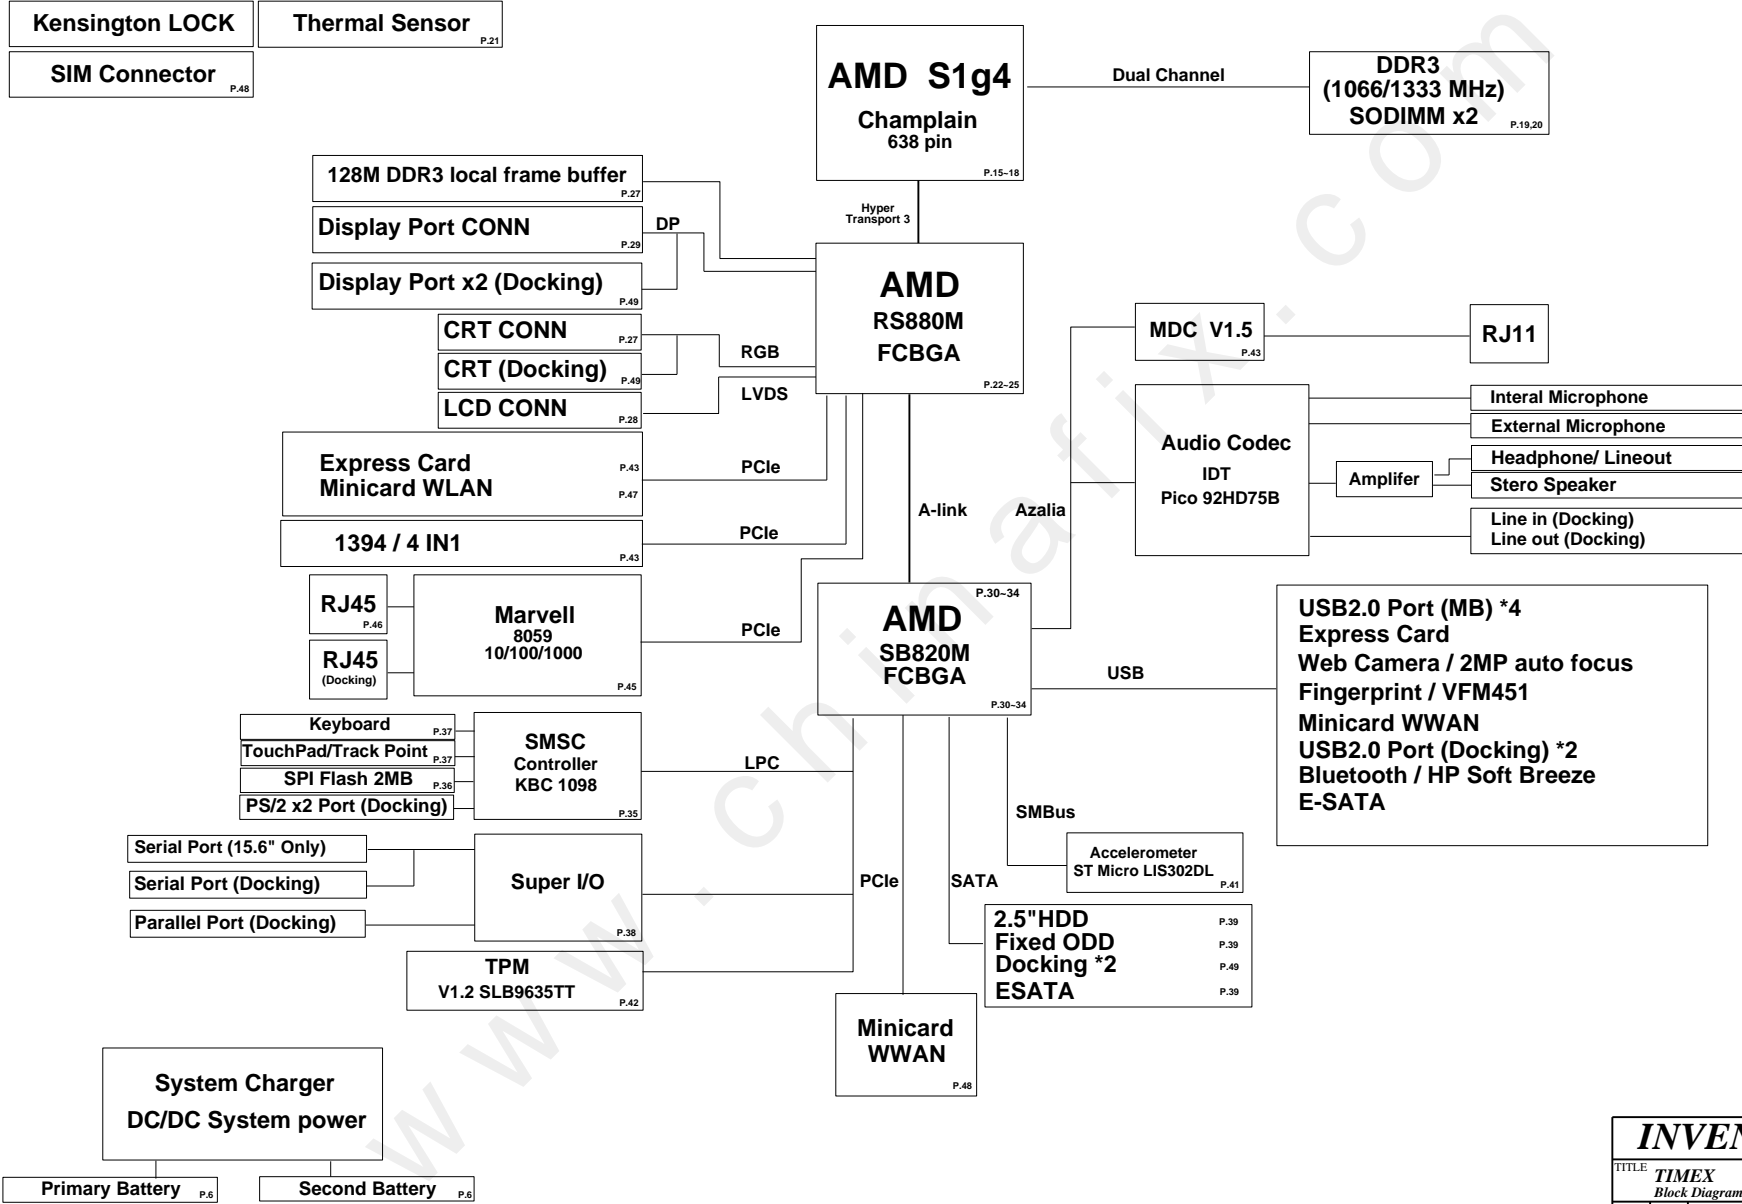 Kensington LOCK
Thermal Sensor
P.21
SIM Connector
P.48
AMD S1g4
Champlain
638 pin
P.15~18
Dual Channel
DDR3
(1066/1333 MHz)
SODIMM x2
P.19,20
Hyper
Transport 3
128M DDR3 local frame buffer
P.27
Display Port CONN
P.29
DP
Display Port x2 (Docking)
P.49
CRT CONN
P.27
CRT (Docking)
P.49
RGB
LCD CONN
P.28
LVDS
AMD
RS880M
FCBGA
P.22~25
Express Card
P.43
Minicard WLAN
P.47
PCIe
1394 / 4 IN1
P.43
PCIe
RJ45
P.46
RJ45
(Docking)
Marvell
8059
10/100/1000
P.45
PCIe
A-link
Azalia
MDC V1.5
P.43
RJ11
Audio Codec
IDT
Pico 92HD75B
Amplifer
Interal Microphone
External Microphone
Headphone/ Lineout
Stero Speaker
Line in (Docking)
Line out (Docking)
P.30~34
AMD
SB820M
FCBGA
P.30~34
USB
USB2.0 Port (MB) *4
Express Card
Web Camera / 2MP auto focus
Fingerprint / VFM451
Minicard WWAN
USB2.0 Port (Docking) *2
Bluetooth / HP Soft Breeze
E-SATA
Keyboard
P.37
TouchPad/Track Point
P.37
SPI Flash 2MB
P.36
PS/2 x2 Port (Docking)
SMSC
Controller
KBC 1098
P.35
LPC
Serial Port (15.6" Only)
Serial Port (Docking)
Parallel Port (Docking)
Super I/O
P.38
TPM
V1.2 SLB9635TT
P.42
PCIe
SATA
SMBus
Accelerometer
ST Micro LIS302DL
P.41
2.5"HDD
P.39
Fixed ODD
P.39
Docking *2
P.49
ESATA
P.39
Minicard
WWAN
P.48
System Charger
DC/DC System power
Primary Battery
P.6
Second Battery
P.6
INVEN
TITLE
TIMEX
Block Diagram
www.chinafix.com